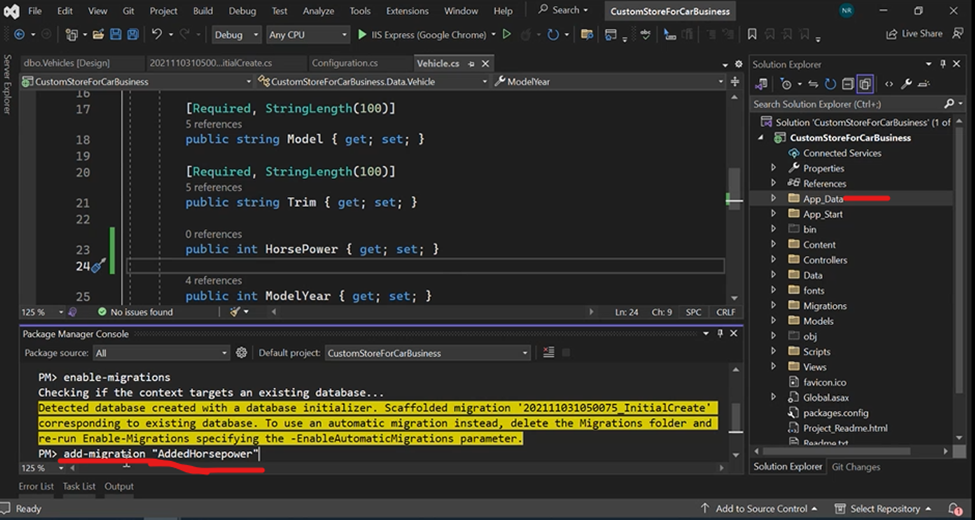 File Edit View Git Project Build Debug Test Analyze Tools Extensions Window Help Search CustomStoreForCarBusiness NR
Debug Any CPU IIS Express (Google Chrome) Live Share
Server Explorer
dbo.Vehicles [Design] 2021110310500...itialCreate.cs Configuration.cs Vehicle.cs
CustomStoreForCarBusiness CustomStoreForCarBusiness.Data.Vehicle ModelYear
16
17 [Required, StringLength(100)]
5 references
18 public string Model { get; set; }
19
20 [Required, StringLength(100)]
5 references
21 public string Trim { get; set; }
22
0 references
23 public int HorsePower { get; set; }
24
4 references
25 public int ModelYear { get; set; }
125 % No issues found Ln: 24 Ch: 9 SPC CRLF
Package Manager Console
Package source: All Default project: CustomStoreForCarBusiness
PM> enable-migrations
Checking if the context targets an existing database...
Detected database created with a database initializer. Scaffolded migration '202111031050075_InitialCreate'
corresponding to existing database. To use an automatic migration instead, delete the Migrations folder and
re-run Enable-Migrations specifying the -EnableAutomaticMigrations parameter.
PM> add-migration "AddedHorsepower"
125 %
Error List Task List Output
Ready
Solution Explorer
Search Solution Explorer (Ctrl+;)
Solution 'CustomStoreForCarBusiness' (1 of
CustomStoreForCarBusiness
Connected Services
Properties
References
App_Data
App_Start
bin
Content
Controllers
Data
fonts
Migrations
Models
obj
Scripts
Views
favicon.ico
Global.asax
packages.config
Project_Readme.html
Readme.txt
Solution Explorer Git Changes
Add to Source Control Select Repository